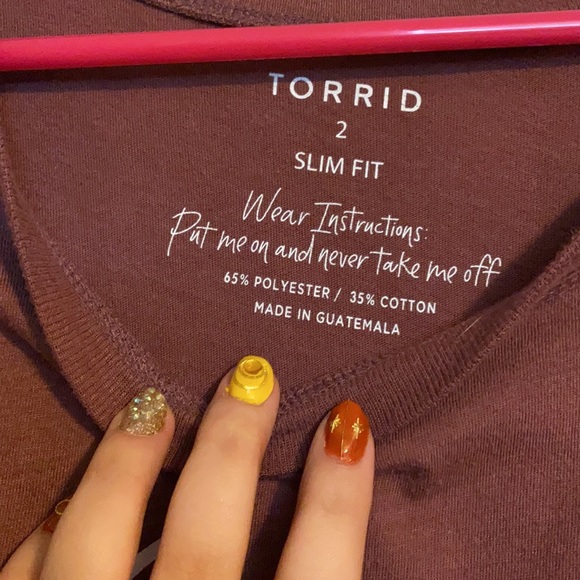 TORRID
2
SLIM FIT
Wear Instructions:
Put me on and never take me off
65% POLYESTER / 35% COTTON
MADE IN GUATEMALA